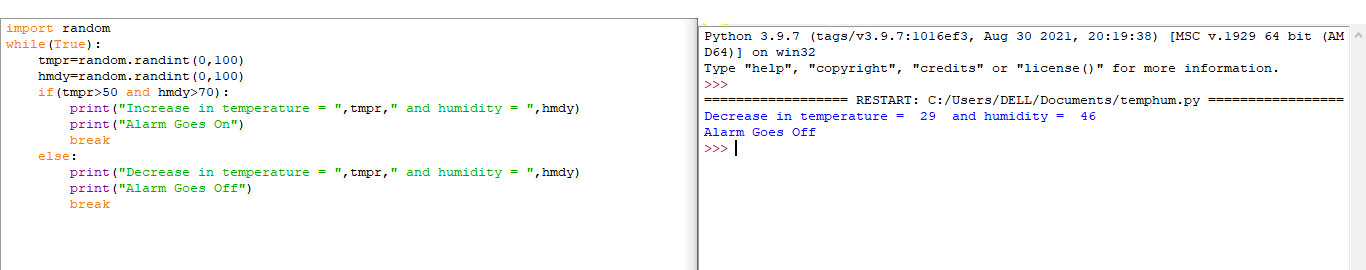 import random
while(True):
    tmpr=random.randint(0,100)
    hmdy=random.randint(0,100)
    if(tmpr>50 and hmdy>70):
        print("Increase in temperature = ",tmpr," and humidity = ",hmdy)
        print("Alarm Goes On")
        break
    else:
        print("Decrease in temperature = ",tmpr," and humidity = ",hmdy)
        print("Alarm Goes Off")
        break
Python 3.9.7 (tags/v3.9.7:1016ef3, Aug 30 2021, 20:19:38) [MSC v.1929 64 bit (AM
D64)] on win32
Type "help", "copyright", "credits" or "license()" for more information.
>>>
================== RESTART: C:/Users/DELL/Documents/temphum.py =================
Decrease in temperature =  29  and humidity =  46
Alarm Goes Off
>>>